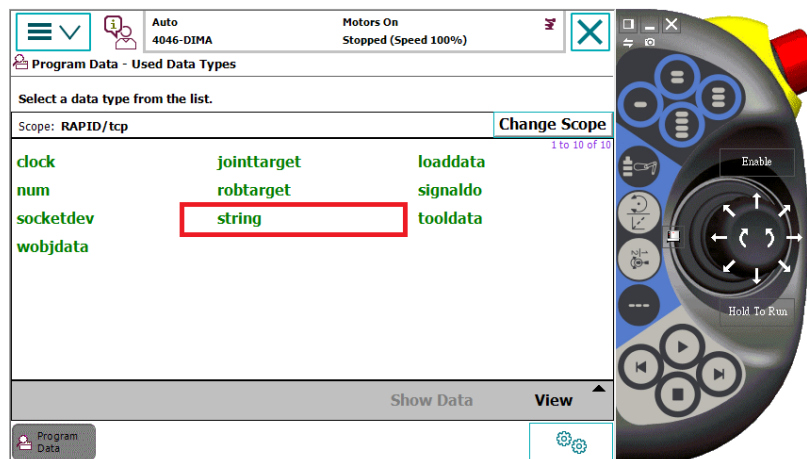 Auto
4046-DIMA
Motors On
Stopped (Speed 100%)
Program Data - Used Data Types
Select a data type from the list.
Scope: RAPID/tcp
Change Scope
1 to 10 of 10
clock jointtarget loaddata
num robtarget signaldo
socketdev string tooldata
wobjdata
Show Data View
Program
Data
Enable
Hold To Run